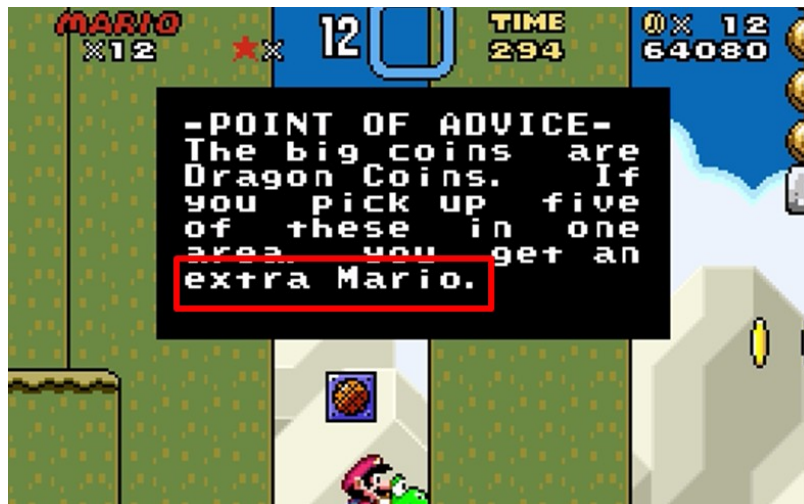 MARIO TIME x 12
x12 x 12 294 64080
-POINT OF ADVICE-
The big coins are
Dragon Coins. If
you pick up five
of these in one
area, you get an
extra Mario.